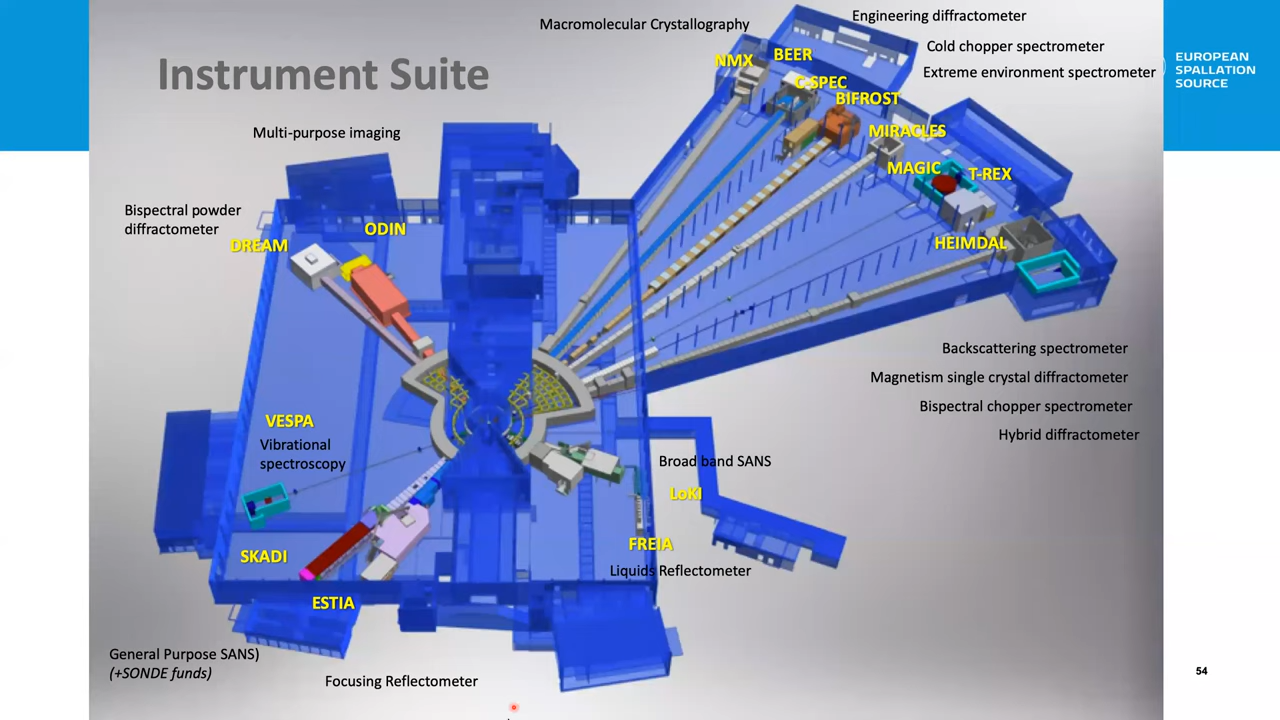 Macromolecular Crystallography
Engineering diffractometer
Cold chopper spectrometer
Extreme environment spectrometer
EUROPEAN
SPALLATION
SOURCE
Instrument Suite
NMX
BEER
C-SPEC
BIFROST
MIRACLES
MAGIC
T-REX
HEIMDAL
Multi-purpose imaging
Bispectral powder
diffractometer
DREAM
ODIN
Backscattering spectrometer
Magnetism single crystal diffractometer
Bispectral chopper spectrometer
Hybrid diffractometer
VESPA
Vibrational
spectroscopy
Broad band SANS
LoKI
FREIA
Liquids Reflectometer
SKADI
ESTIA
General Purpose SANS)
(+SONDE funds)
Focusing Reflectometer
54